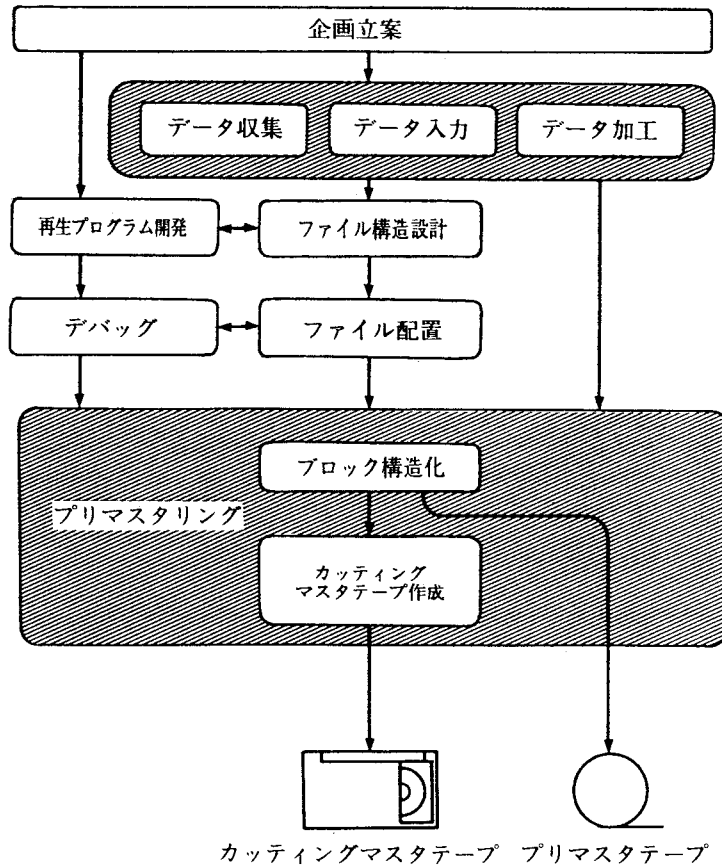 企画立案
データ収集 データ入力 データ加工
再生プログラム開発 ファイル構造設計
デバッグ ファイル配置
ブロック構造化
プリマスタリング
カッティング
マスタテープ作成
カッティングマスタテープ プリマスタテープ